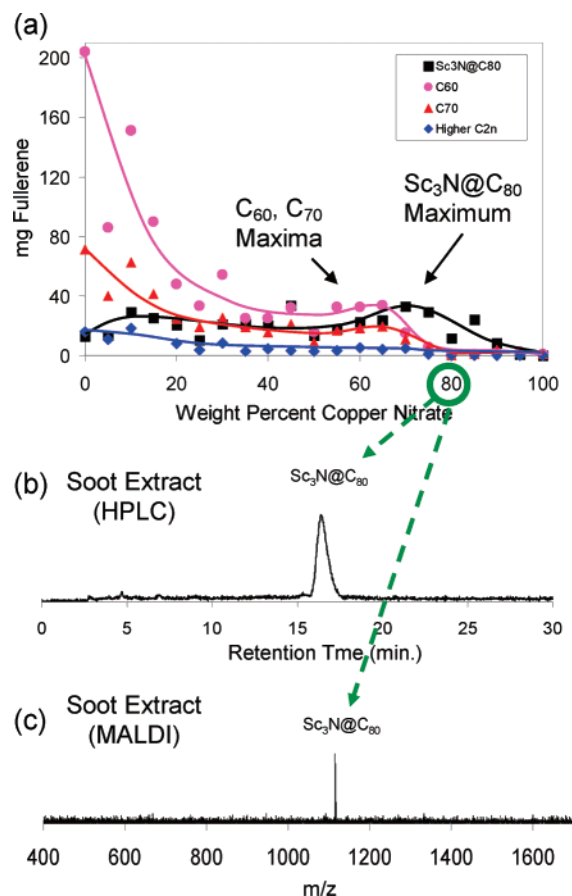 (a)
200
160
120
80
40
0
mg Fullerene
Sc3N@C80
C60
C70
Higher C2n
C60, C70
Maxima
Sc3N@C80
Maximum
0 20 40 60 80 100
Weight Percent Copper Nitrate
(b) Soot Extract
(HPLC)
Sc3N@C80
0 5 10 15 20 25 30
Retention Tme (min.)
(c) Soot Extract
(MALDI)
Sc3N@C80
400 600 800 1000 1200 1400 1600
m/z